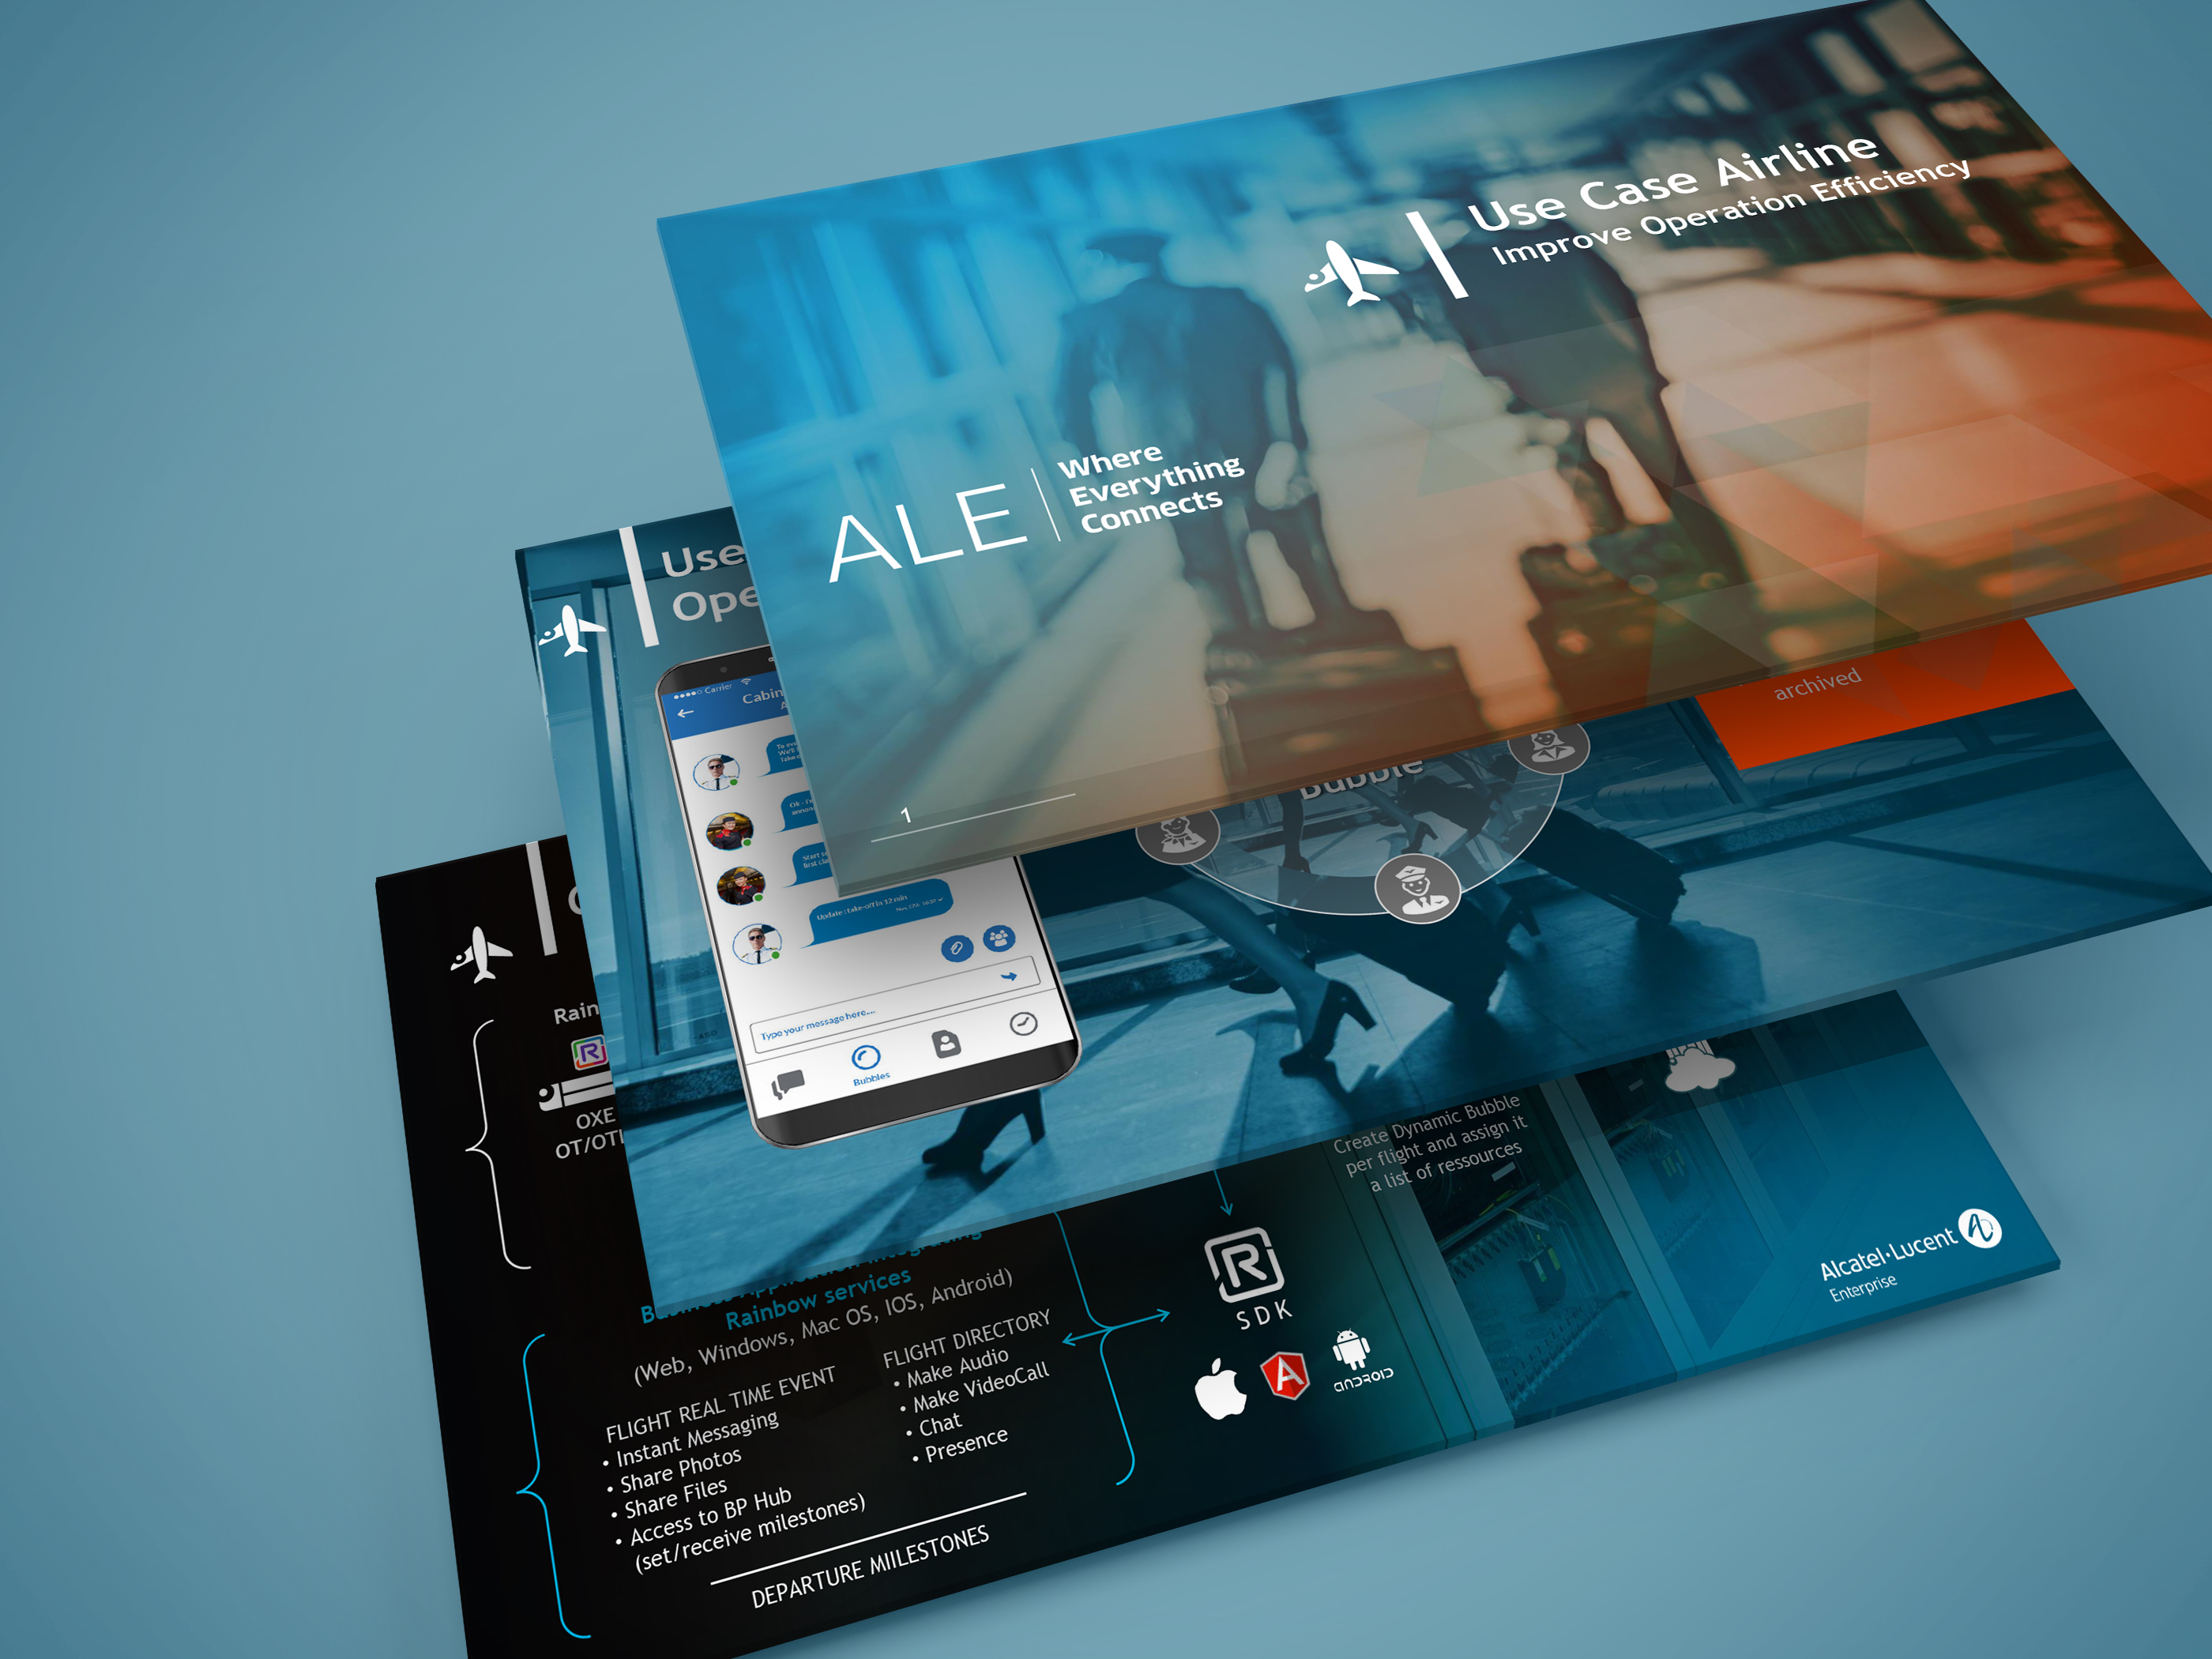 Use Case Airline
Improve Operation Efficiency
ALE
Where
Everything
Connects
1
Use
Ope
archived
Bubble
Carrier
Cabin
Update : take-off in 12 min
Type your message here....
Bubbles
Rain
R
OXE
OT/OT
Create Dynamic Bubble
per flight and assign it
a list of ressources
Rainbow services
(Web, Windows, Mac OS, IOS, Android)
FLIGHT REAL TIME EVENT
• Instant Messaging
• Share Photos
• Share Files
• Access to BP Hub
(set/receive milestones)
FLIGHT DIRECTORY
• Make Audio
• Make VideoCall
• Chat
• Presence
DEPARTURE MIILESTONES
R
SDK
A
ANDROID
Alcatel·Lucent
Enterprise